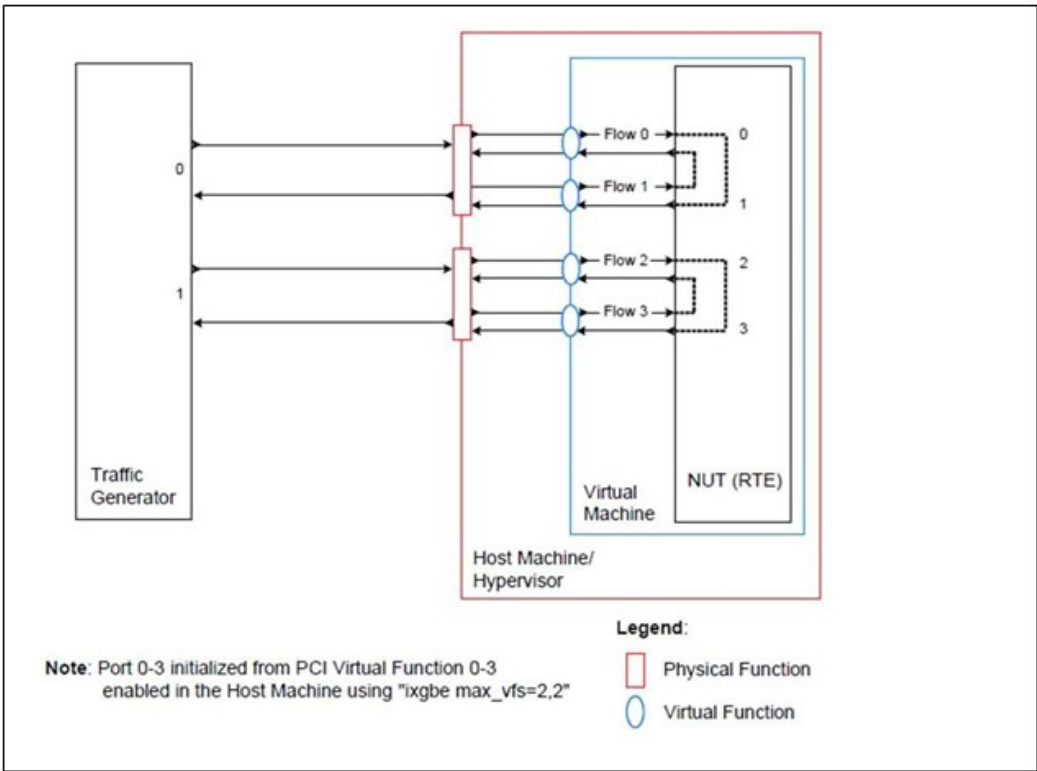 0
Flow 0
0
Flow 1
1
1
Flow 2
2
Flow 3
3
Traffic
Generator
Virtual
Machine
NUT (RTE)
Host Machine/
Hypervisor
Legend:
Note: Port 0-3 initialized from PCI Virtual Function 0-3
enabled in the Host Machine using "ixgbe max_vfs=2,2"
Physical Function
Virtual Function